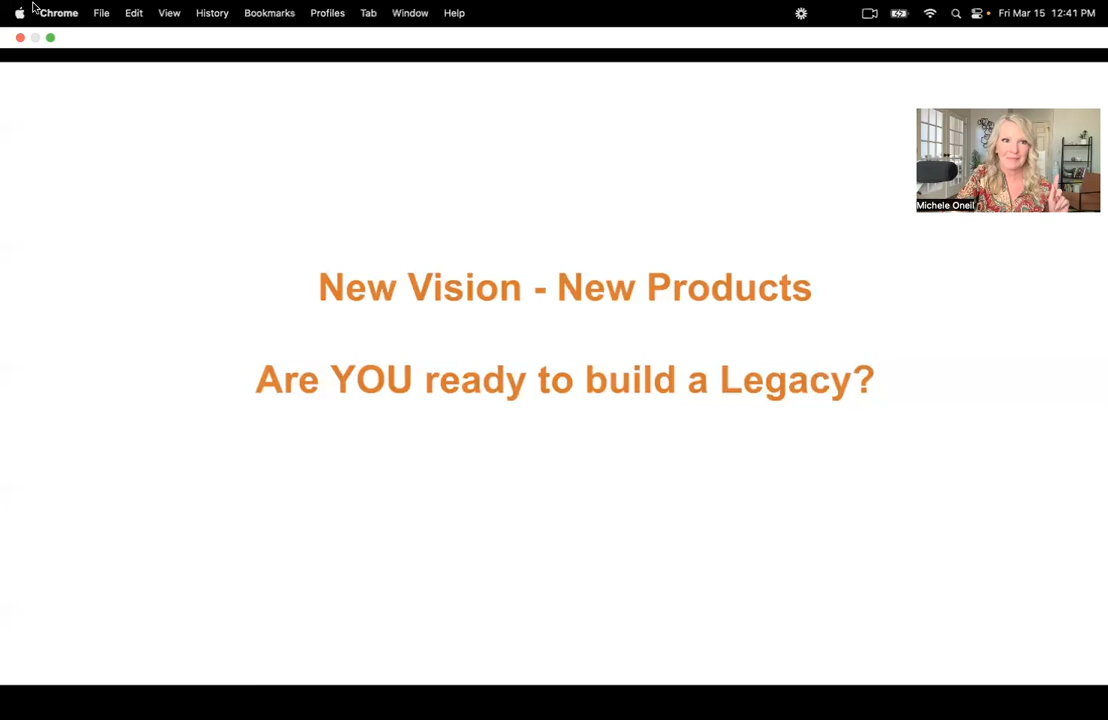 Chrome File Edit View History Bookmarks Profiles Tab Window Help Fri Mar 15 12:41 PM
Michele Oneil
New Vision - New Products
Are YOU ready to build a Legacy?